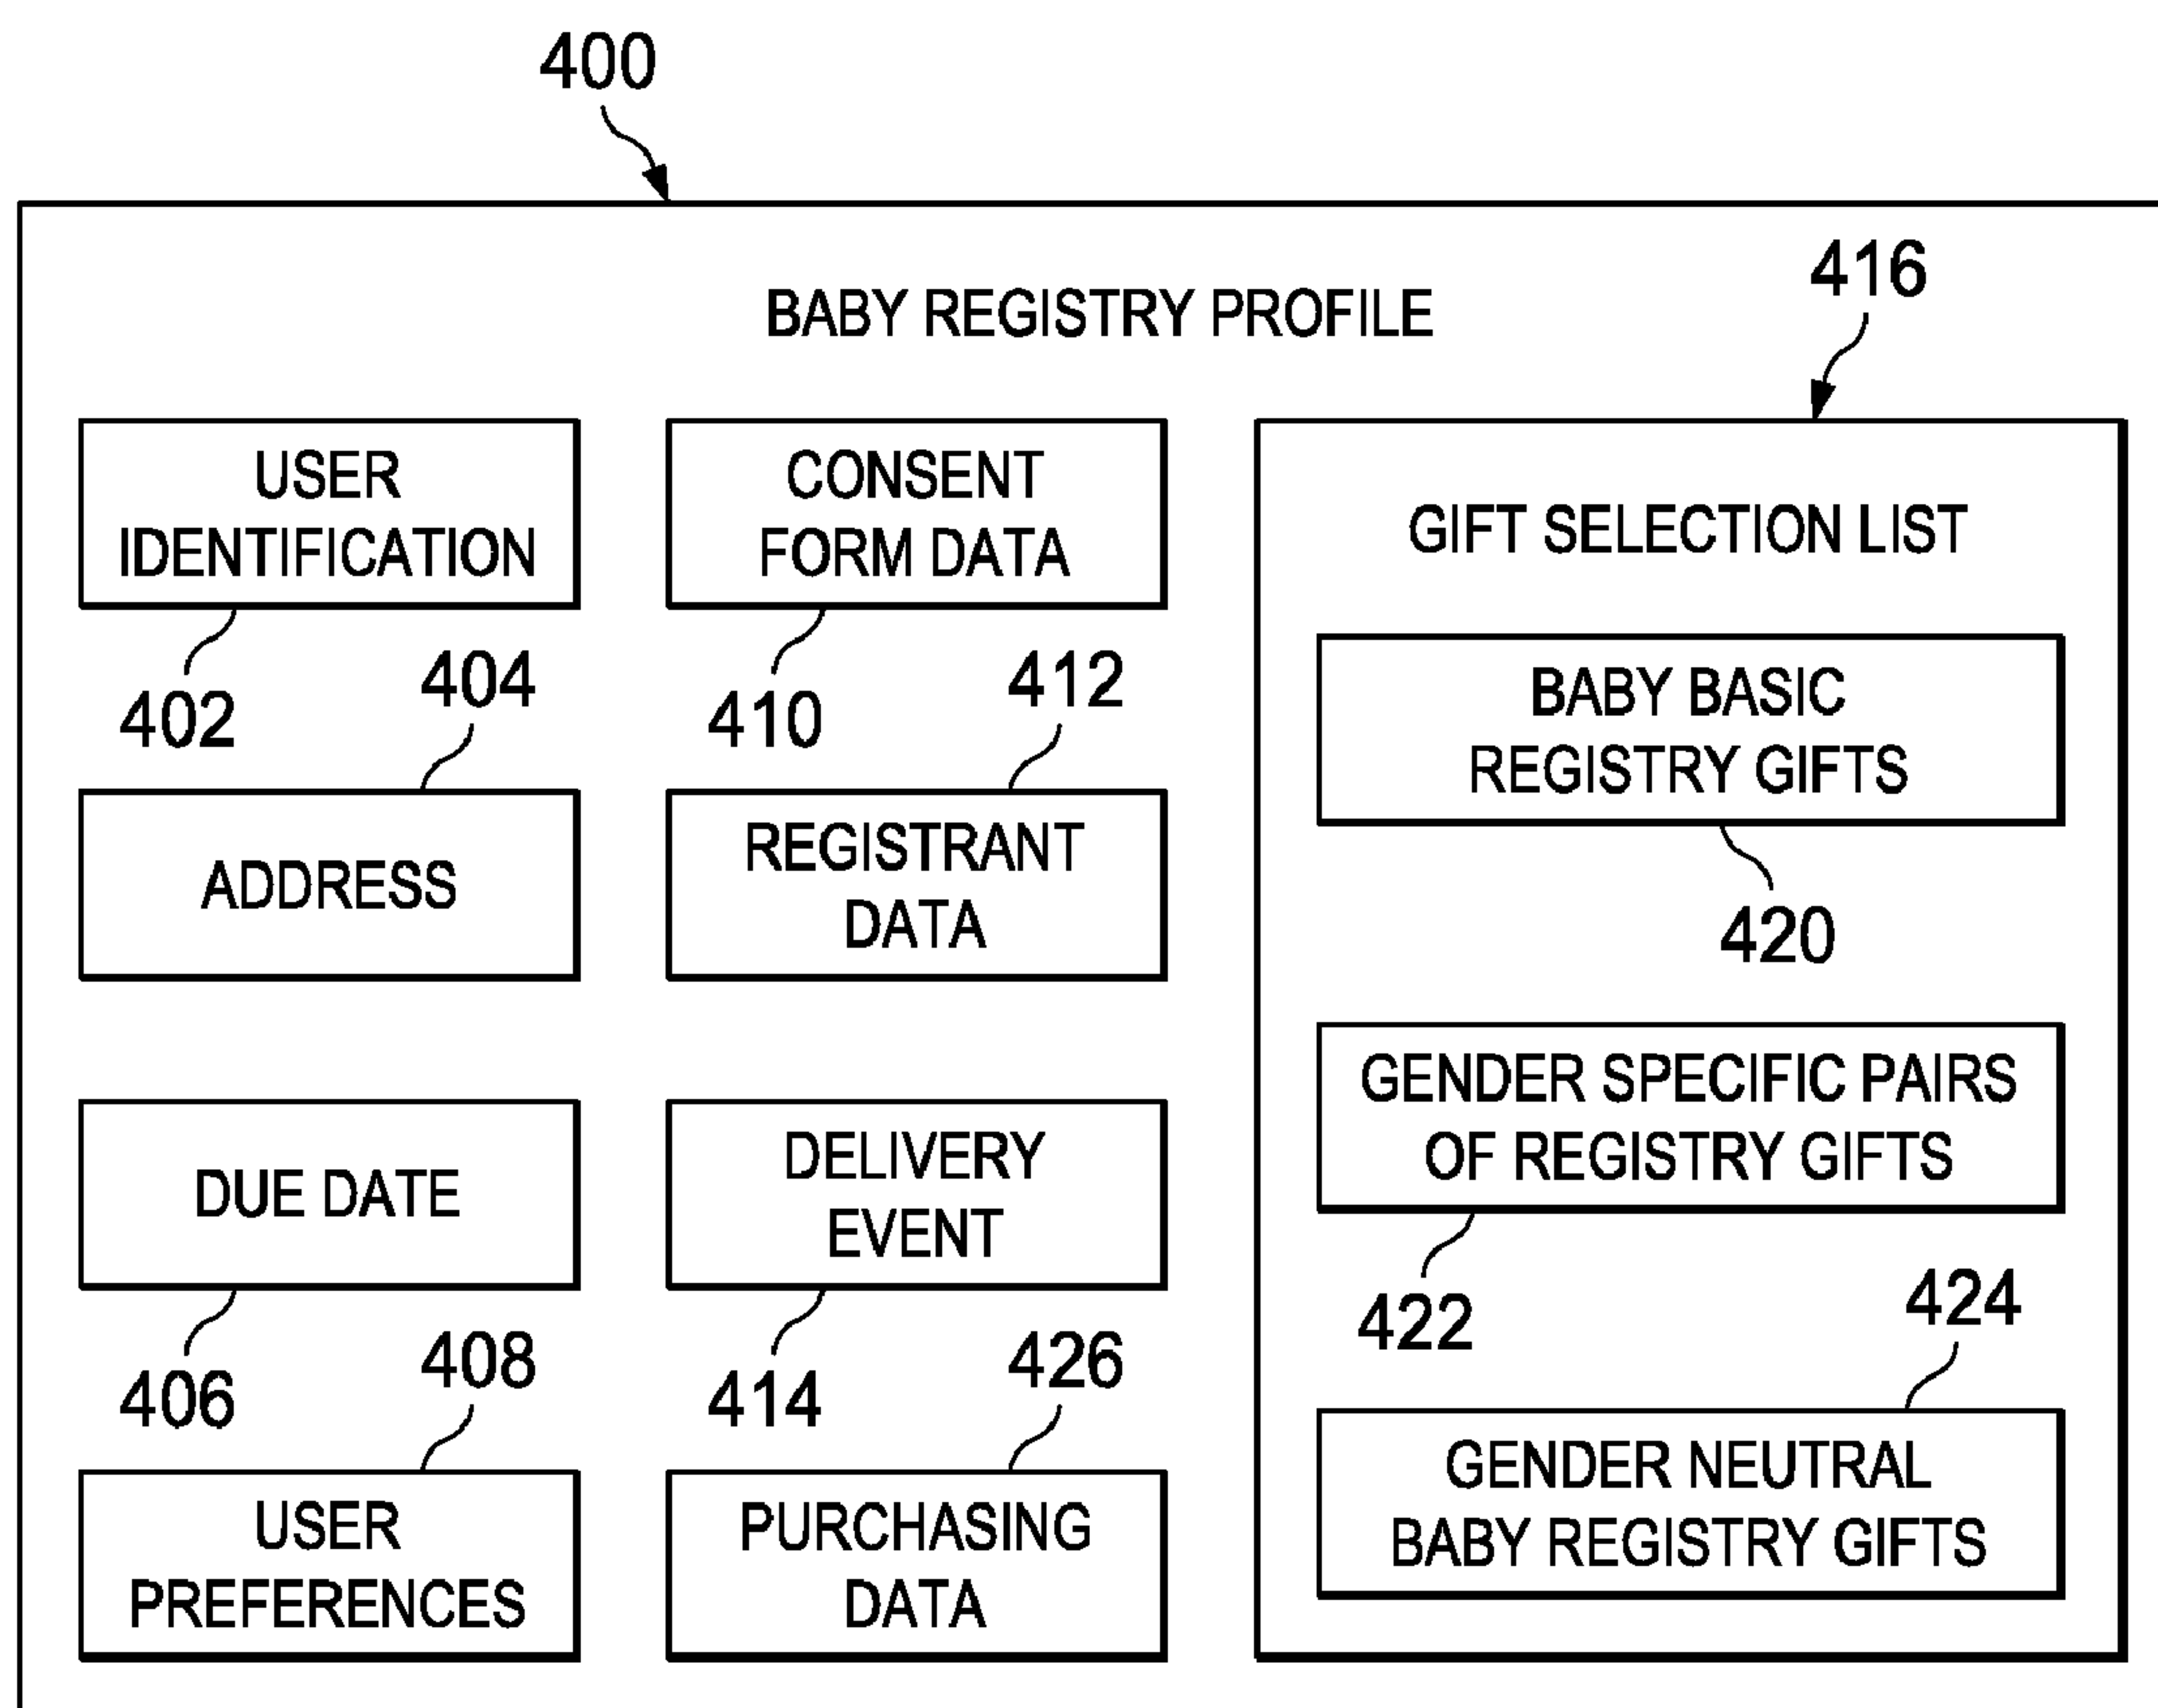 400
416
BABY REGISTRY PROFILE
USER
IDENTIFICATION
402
CONSENT
FORM DATA
410
GIFT SELECTION LIST
404
ADDRESS
412
REGISTRANT
DATA
BABY BASIC
REGISTRY GIFTS
420
DUE DATE
406
DELIVERY
EVENT
414
GENDER SPECIFIC PAIRS
OF REGISTRY GIFTS
422
408
USER
PREFERENCES
426
PURCHASING
DATA
424
GENDER NEUTRAL
BABY REGISTRY GIFTS